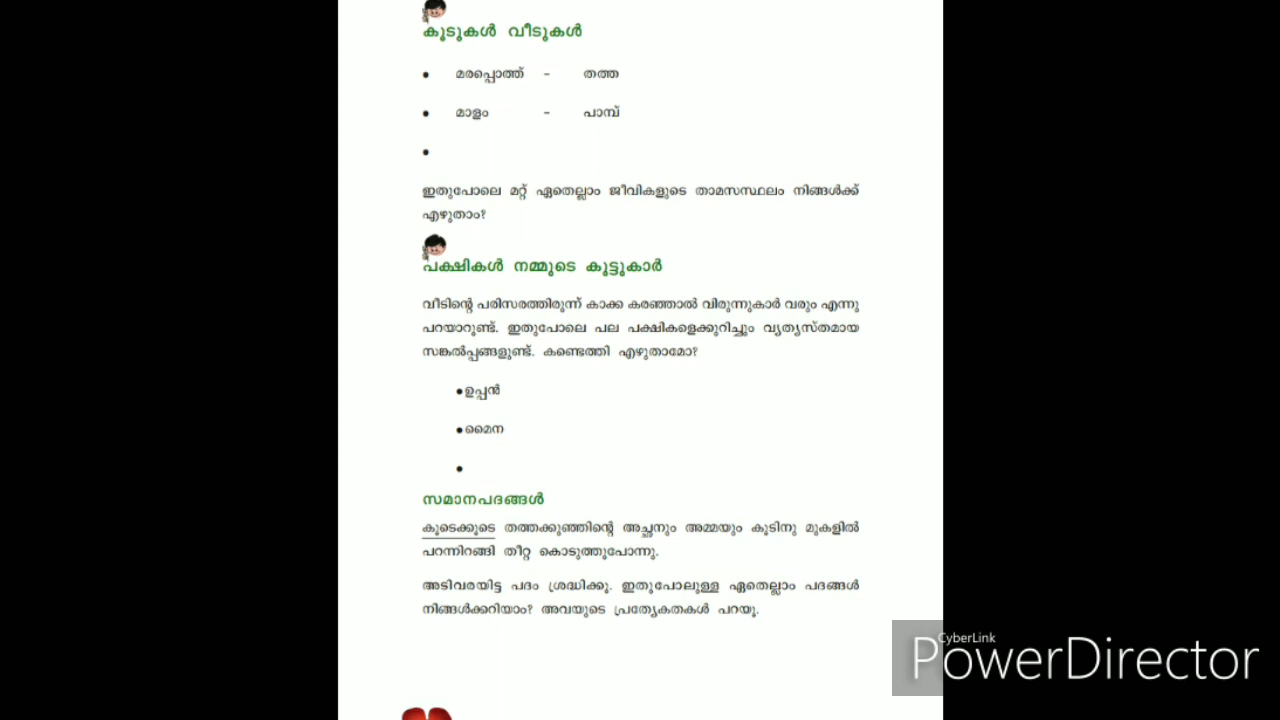 കൂടുകൾ വീടുകൾ
• മരപ്പൊത്ത് - തത്ത
• മാളം - പാമ്പ്
•
ഇതുപോലെ മറ്റ് ഏതെല്ലാം ജീവികളുടെ താമസസ്ഥലം നിങ്ങൾക്ക്
എഴുതാം?
പക്ഷികൾ നമ്മുടെ കൂട്ടുകാർ
വീടിന്റെ പരിസരത്തിരുന്ന് കാക്ക കരഞ്ഞാൽ വിരുന്നുകാർ വരും എന്നു
പറയാറുണ്ട്. ഇതുപോലെ പല പക്ഷികളെക്കുറിച്ചും വ്യത്യസ്തമായ
സങ്കൽപ്പങ്ങളുണ്ട്. കണ്ടെത്തി എഴുതാമോ?
• ഉപ്പൻ
• മൈന
•
സമാനപദങ്ങൾ
കൂടെക്കൂടെ തത്തക്കുഞ്ഞിന്റെ അച്ഛനും അമ്മയും കൂടിനു മുകളിൽ
പറന്നിറങ്ങി തീറ്റ കൊടുത്തുപോന്നു.
അടിവരയിട്ട പദം ശ്രദ്ധിക്കൂ. ഇതുപോലുള്ള ഏതെല്ലാം പദങ്ങൾ
നിങ്ങൾക്കറിയാം? അവയുടെ പ്രത്യേകതകൾ പറയൂ.
CyberLink
PowerDirector